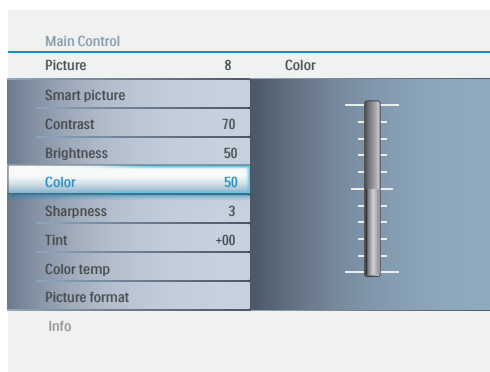 Main Control
Picture 8 Color
Smart picture
Contrast 70
Brightness 50
Color 50
Sharpness 3
Tint +00
Color temp
Picture format
Info